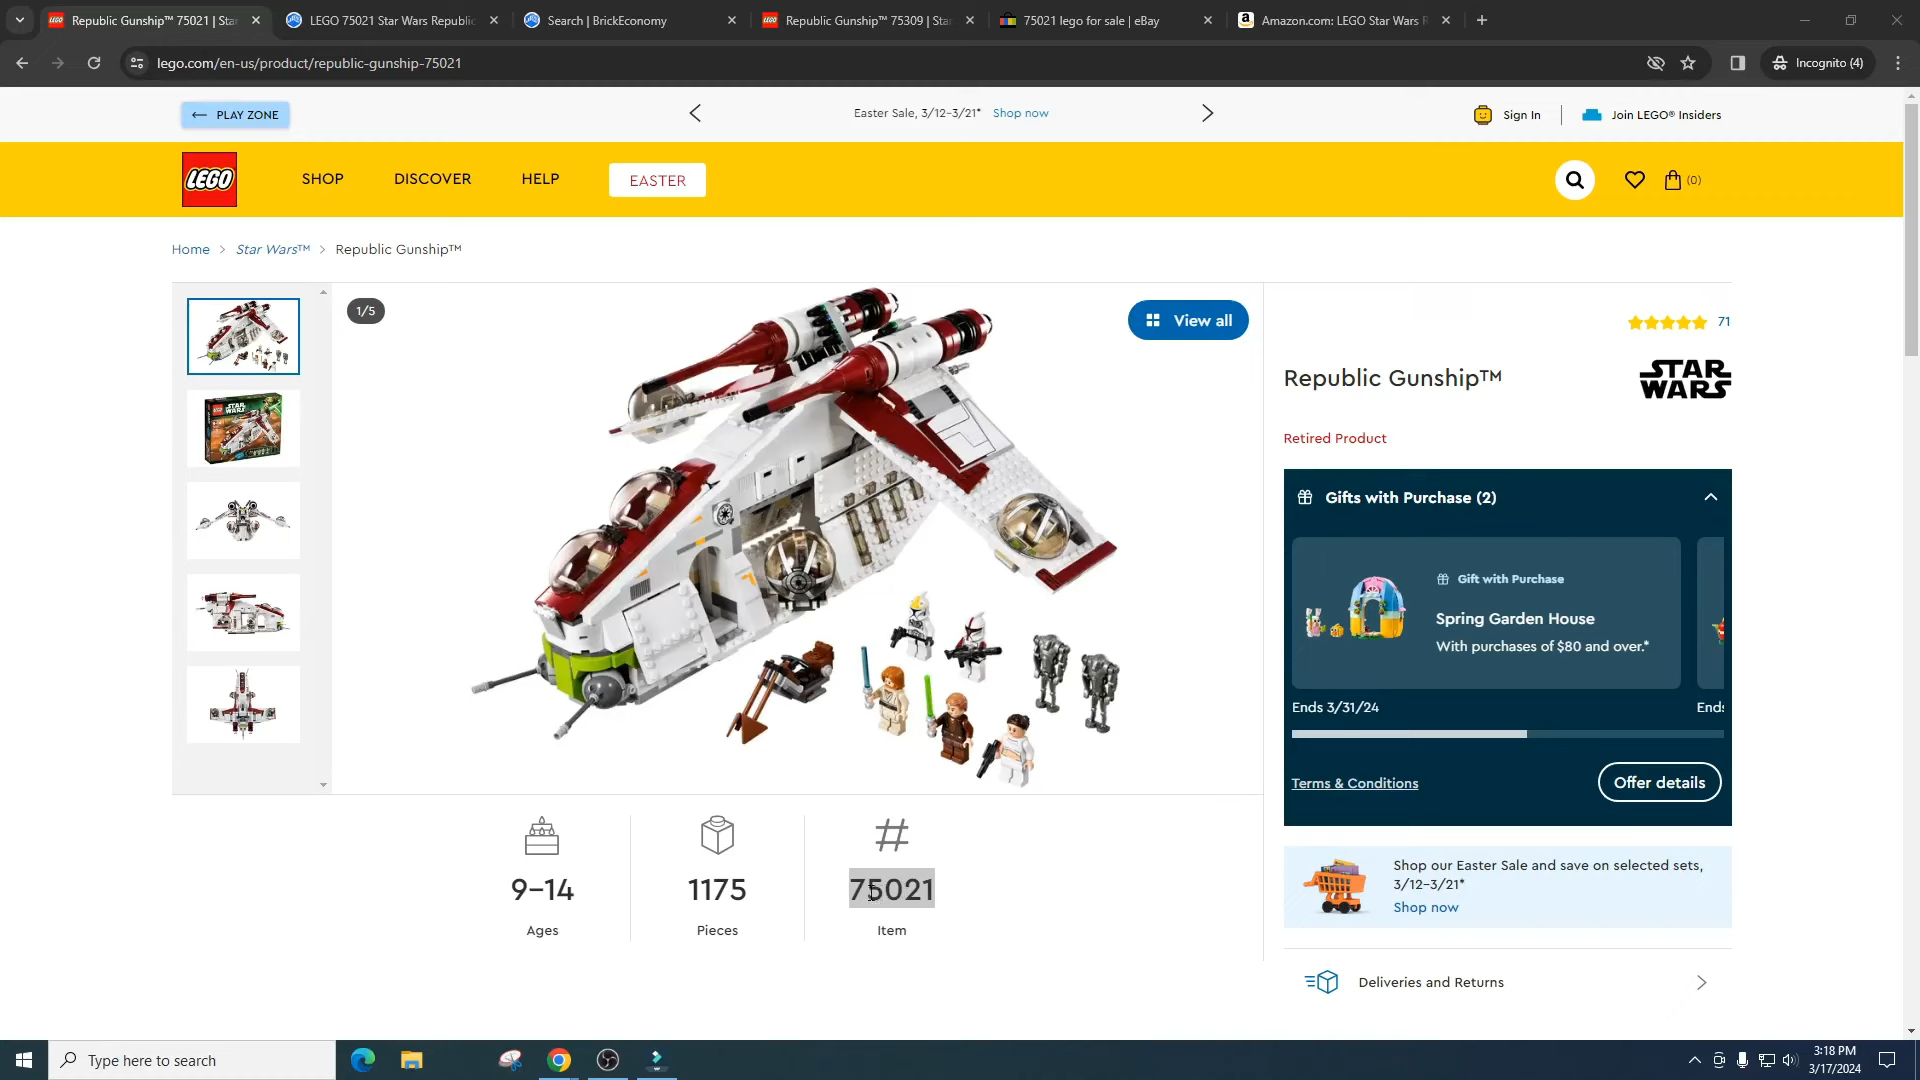 Republic Gunship™ 75021 | Sta
LEGO 75021 Star Wars Republic
Search | BrickEconomy
Republic Gunship™ 75309 | Sta
75021 lego for sale | eBay
Amazon.com: LEGO Star Wars R
lego.com/en-us/product/republic-gunship-75021
Incognito (4)
PLAY ZONE
Easter Sale, 3/12-3/21* Shop now
Sign In
Join LEGO® Insiders
LEGO
SHOP
DISCOVER
HELP
EASTER
(0)
Home > Star Wars™ > Republic Gunship™
1/5
View all
71
Republic Gunship™
STAR WARS
Retired Product
Gifts with Purchase (2)
Gift with Purchase
Spring Garden House
With purchases of $80 and over.*
Ends 3/31/24
Ends
Terms & Conditions
Offer details
9-14
Ages
1175
Pieces
75021
Item
Shop our Easter Sale and save on selected sets,
3/12-3/21*
Shop now
Deliveries and Returns
Type here to search
3:18 PM
3/17/2024